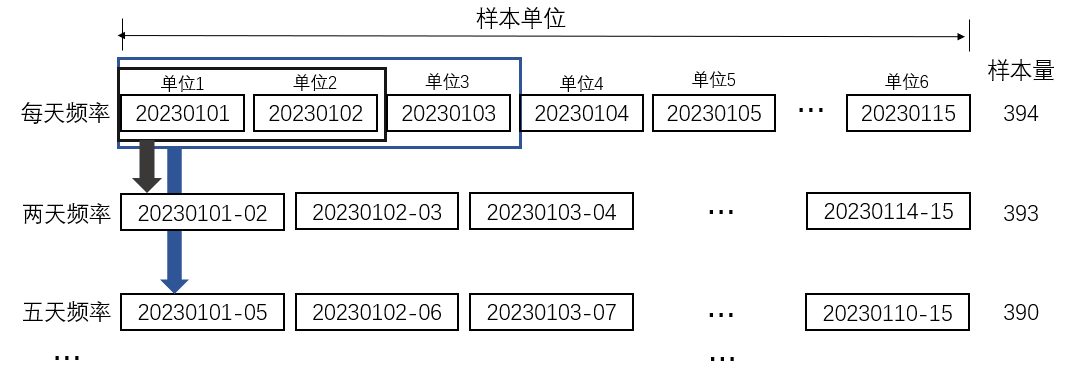 样本单位
单位1 单位2 单位3 单位4 单位5 单位6 样本量
每天频率 20230101 20230102 20230103 20230104 20230105 … 20230115 394
两天频率 20230101-02 20230102-03 20230103-04 … 20230114-15 393
五天频率 20230101-05 20230102-06 20230103-07 … 20230110-15 390
… …